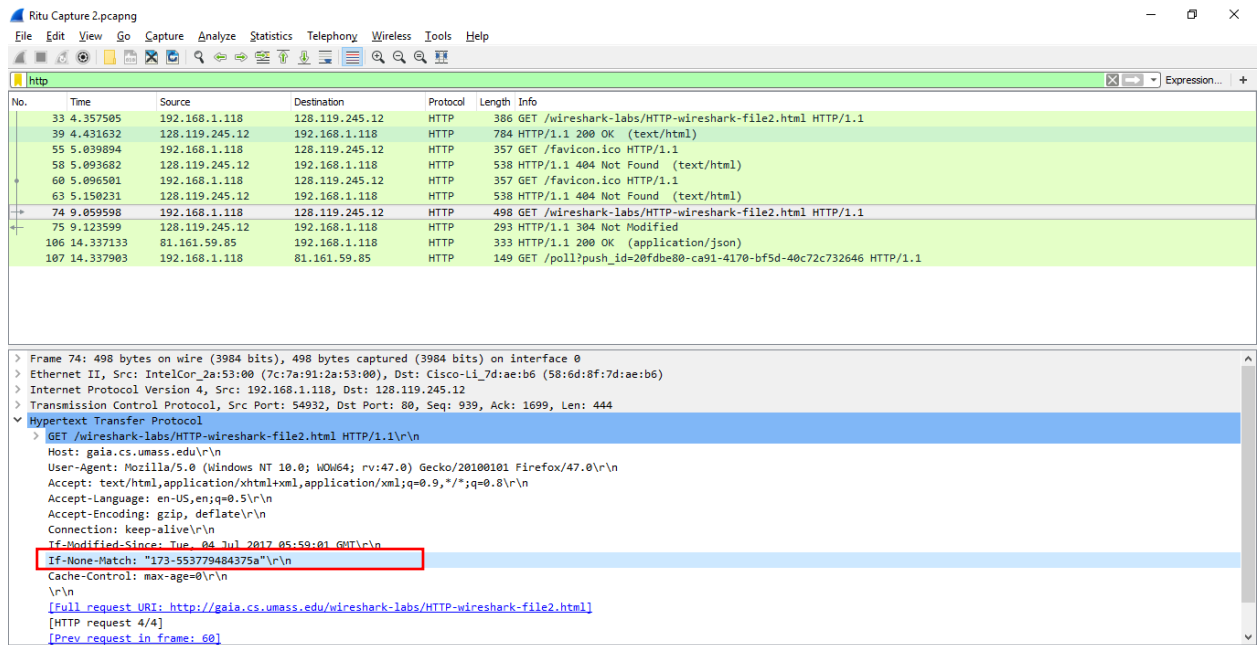 Ritu Capture 2.pcapng
File Edit View Go Capture Analyze Statistics Telephony Wireless Tools Help
http Expression... +
No. Time Source Destination Protocol Length Info
33 4.357505 192.168.1.118 128.119.245.12 HTTP 386 GET /wireshark-labs/HTTP-wireshark-file2.html HTTP/1.1
39 4.431632 128.119.245.12 192.168.1.118 HTTP 784 HTTP/1.1 200 OK (text/html)
55 5.039894 192.168.1.118 128.119.245.12 HTTP 357 GET /favicon.ico HTTP/1.1
58 5.093682 128.119.245.12 192.168.1.118 HTTP 538 HTTP/1.1 404 Not Found (text/html)
60 5.096501 192.168.1.118 128.119.245.12 HTTP 357 GET /favicon.ico HTTP/1.1
63 5.150231 128.119.245.12 192.168.1.118 HTTP 538 HTTP/1.1 404 Not Found (text/html)
74 9.059598 192.168.1.118 128.119.245.12 HTTP 498 GET /wireshark-labs/HTTP-wireshark-file2.html HTTP/1.1
75 9.123599 128.119.245.12 192.168.1.118 HTTP 293 HTTP/1.1 304 Not Modified
106 14.337133 81.161.59.85 192.168.1.118 HTTP 333 HTTP/1.1 200 OK (application/json)
107 14.337903 192.168.1.118 81.161.59.85 HTTP 149 GET /poll?push_id=20fdbe80-ca91-4170-bf5d-40c72c732646 HTTP/1.1
Frame 74: 498 bytes on wire (3984 bits), 498 bytes captured (3984 bits) on interface 0
Ethernet II, Src: IntelCor_2a:53:00 (7c:7a:91:2a:53:00), Dst: Cisco-Li_7d:ae:b6 (58:6d:8f:7d:ae:b6)
Internet Protocol Version 4, Src: 192.168.1.118, Dst: 128.119.245.12
Transmission Control Protocol, Src Port: 54932, Dst Port: 80, Seq: 939, Ack: 1699, Len: 444
Hypertext Transfer Protocol
GET /wireshark-labs/HTTP-wireshark-file2.html HTTP/1.1\r\n
Host: gaia.cs.umass.edu\r\n
User-Agent: Mozilla/5.0 (Windows NT 10.0; WOW64; rv:47.0) Gecko/20100101 Firefox/47.0\r\n
Accept: text/html,application/xhtml+xml,application/xml;q=0.9,*/*;q=0.8\r\n
Accept-Language: en-US,en;q=0.5\r\n
Accept-Encoding: gzip, deflate\r\n
Connection: keep-alive\r\n
If-Modified-Since: Tue, 04 Jul 2017 05:59:01 GMT\r\n
If-None-Match: "173-553779484375a"\r\n
Cache-Control: max-age=0\r\n
\r\n
[Full request URI: http://gaia.cs.umass.edu/wireshark-labs/HTTP-wireshark-file2.html]
[HTTP request 4/4]
[Prev request in frame: 60]